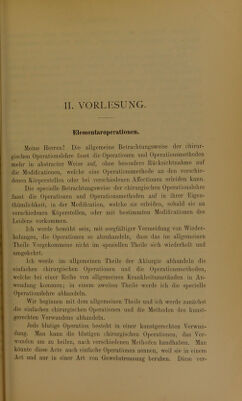 II. VORLESUNG.
Elementaroperationen.
Meine Herren! Die allgemeine Betrachtungsweise der chirur-
gischen Operationslehre fasst die Operationen und Operationsmethoden
mehr in abstracter Weise auf, ohne besondere Rücksichtnahme auf
die Modificationen, welche eine Operationsmethode an den verschie-
denen Körperstellen oder bei verschiedenen Affectionen erleiden kann.
Die specielle Betrachtungsweise der chirurgischen Operationslehre
fasst die Operationen und Operationsmethoden auf in ihrer Eigen-
thümlichkeit, in der Modification, welche sie erfordern, sobald sie an
verschiedenen Körperstellen, oder mit bestimmten Modificationen des
Leidens vorkommen.
Ich werde bemüht sein, mit sorgfältiger Vermeidung von Wieder-
holungen, die Operationen so abzuhandeln, dass das im allgemeinen
Theile Vorgekommene nicht im speciellen Theile sich wiederholt und
umgekehrt.
Ich werde im allgemeinen Theile der Akiurgie abhandeln die
einfachen chirurgischen Operationen und die Operationsmethoden,
welche bei einer Reihe von allgemeinen Krankheitszuständen in An-
wendung kommen; in einem zweiten Theile werde ich die specielle
Operationslehre abhandeln.
Wir beginnen mit dem allgemeinen Theile und ich werde zunächst
die einfachen chirurgischen Operationen und die Methoden des kunst-
gerechten Verwundens abhandeln.
Jede blutige Operation besteht in einer kunstgerechten Verwun-
dung. Man kann die einfachen chirurgischen Operationen, das Ver-
wunden um zu heilen, nach verschiedenen Methoden handhaben. Man
könnte diese Acte auch einfache Operationen nennen, weil sie in einem
Act und nur in einer Art von Gewebstrennung beruhen. Diese ver-